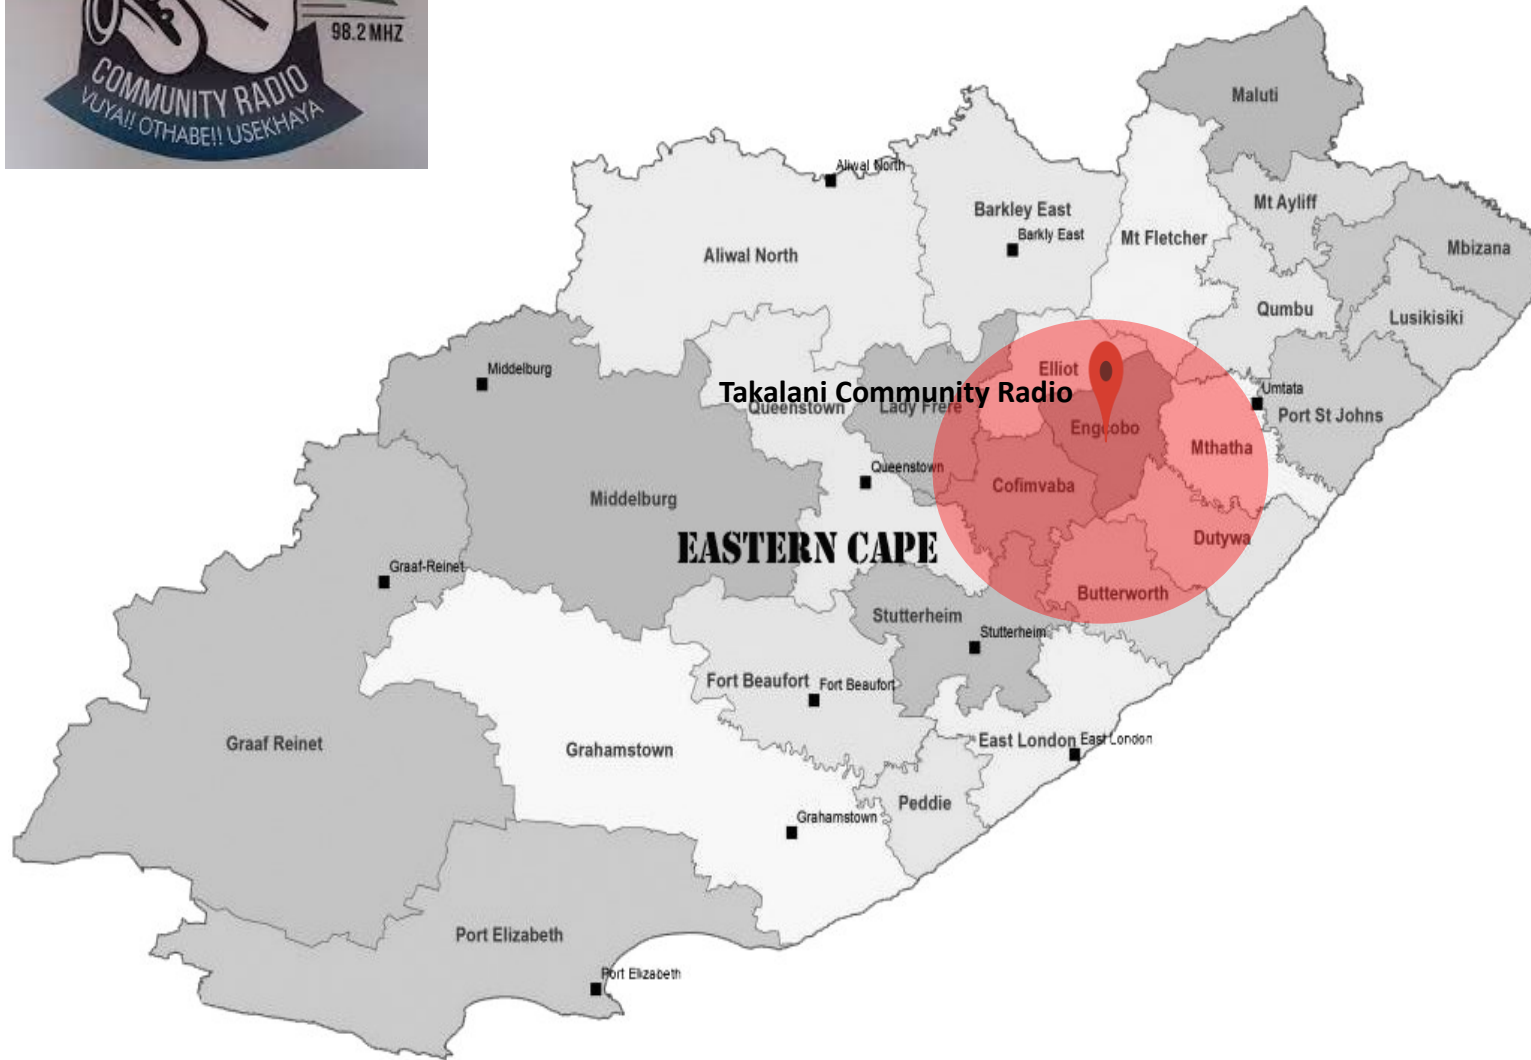 98.2 MHZ
COMMUNITY RADIO
VUYA!! OTHABE!! USEKHAYA
Maluti
Aliwal North
Mt Ayliff
Barkley East
Barkly East
Mt Fletcher
Mbizana
Aliwal North
Qumbu
Lusikisiki
Middelburg
Elliot
Takalani Community Radio
Umtata
Queenstown
Lady Frere
Port St Johns
Engcobo
Mthatha
Queenstown
Cofimvaba
Middelburg
EASTERN CAPE
Dutywa
Graaf-Reinet
Butterworth
Stutterheim
Stutterheim
Fort Beaufort
Fort Beaufort
Graaf Reinet
Grahamstown
East London
East London
Peddie
Grahamstown
Port Elizabeth
Port Elizabeth